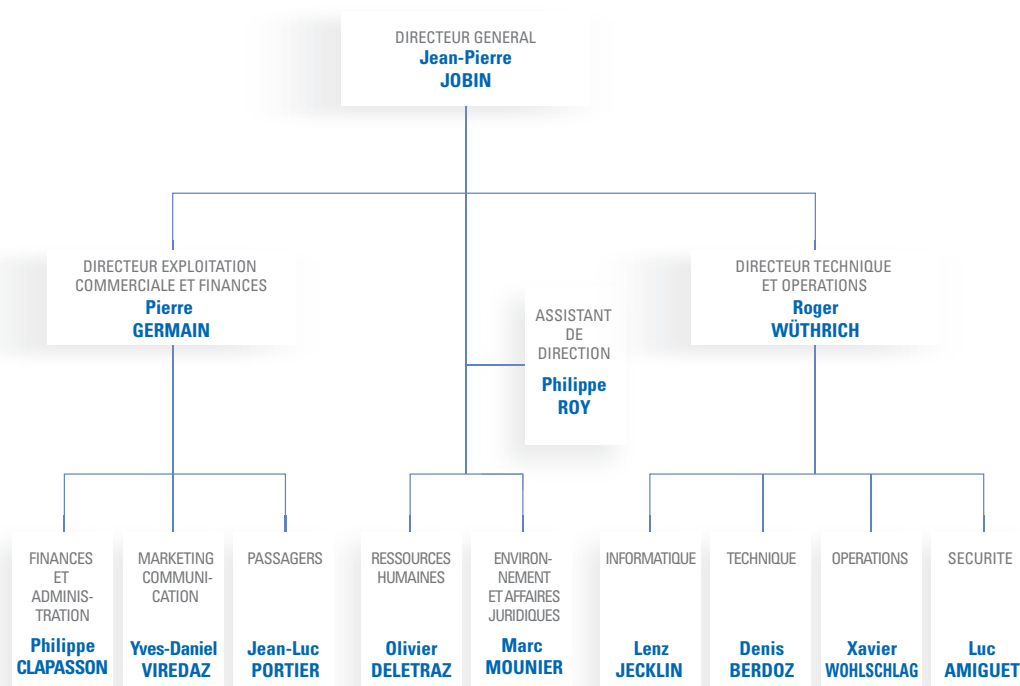 DIRECTEUR GENERAL
Jean-Pierre
JOBIN
DIRECTEUR EXPLOITATION
COMMERCIALE ET FINANCES
Pierre
GERMAIN
ASSISTANT
DE
DIRECTION
Philippe
ROY
DIRECTEUR TECHNIQUE
ET OPERATIONS
Roger
WÜTHRICH
FINANCES
ET
ADMINIS-
TRATION
Philippe
CLAPASSON
MARKETING
COMMUNI-
CATION
Yves-Daniel
VIREDAZ
PASSAGERS
Jean-Luc
PORTIER
RESSOURCES
HUMAINES
Olivier
DELETRAZ
ENVIRON-
NEMENT
ET AFFAIRES
JURIDIQUES
Marc
MOUNIER
INFORMATIQUE
Lenz
JECKLIN
TECHNIQUE
Denis
BERDOZ
OPERATIONS
Xavier
WOHLSCHLAG
SECURITE
Luc
AMIGUET